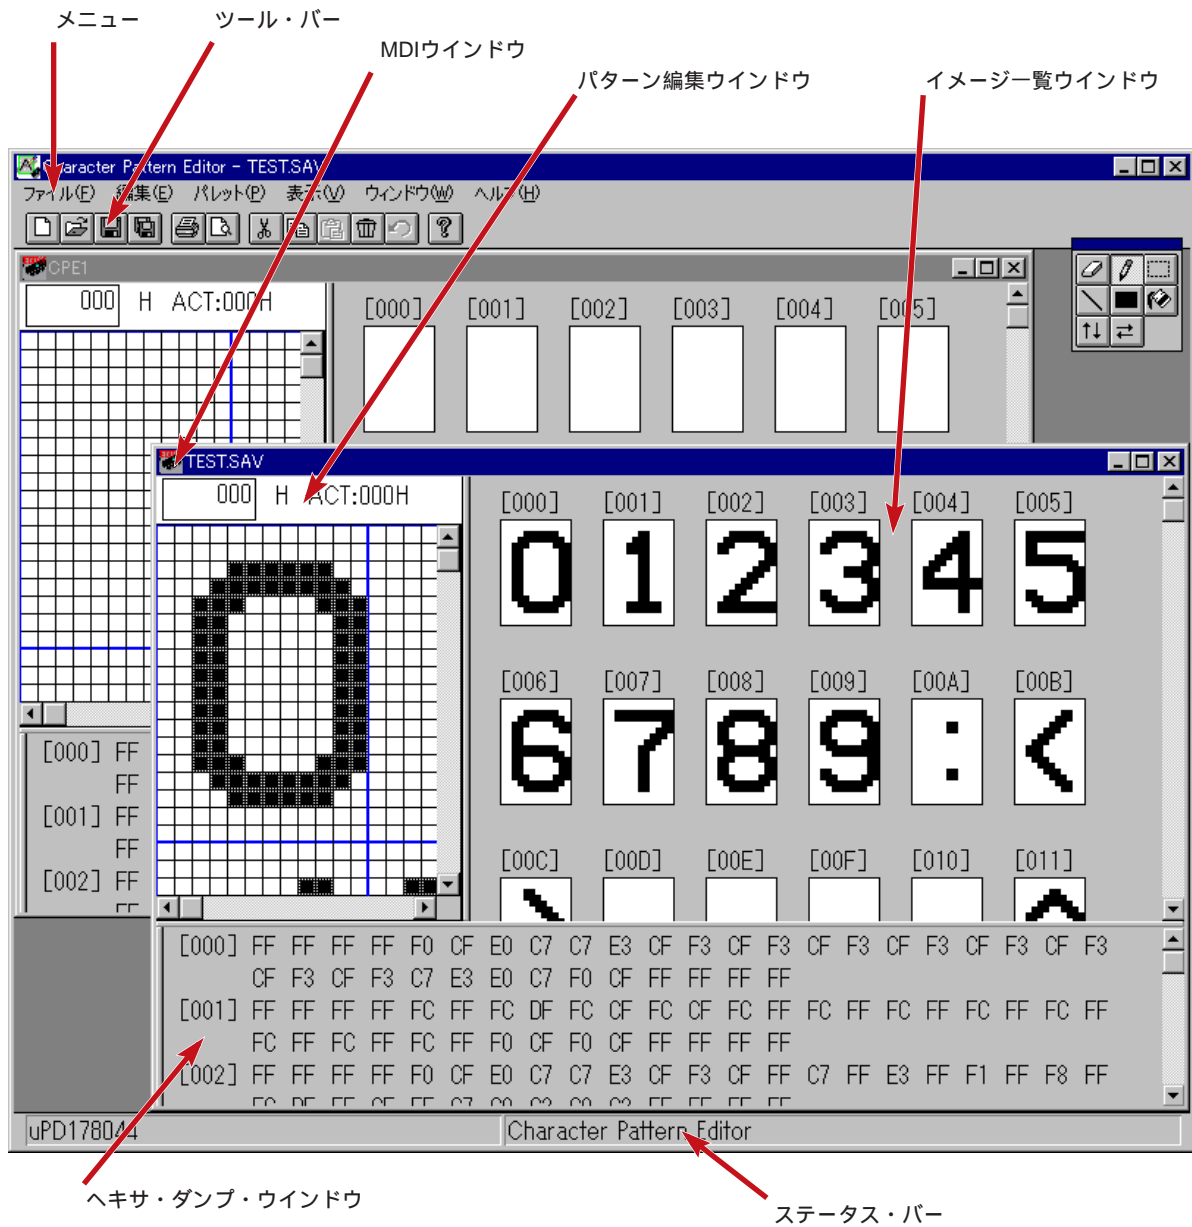 メニュー
ツール・バー
MDIウインドウ
パターン編集ウインドウ
イメージ一覧ウインドウ
Character Pattern Editor - TEST.SAV
ファイル(F) 編集(E) パレット(P) 表示(V) ウィンドウ(W) ヘルプ(H)
CPE1
000 H ACT:000H
[000] [001] [002] [003] [004] [005]
TEST.SAV
000 H ACT:000H
[000] [001] [002] [003] [004] [005]
0 1 2 3 4 5
[006] [007] [008] [009] [00A] [00B]
6 7 8 9 : <
[00C] [00D] [00E] [00F] [010] [011]
[000] FF
FF
[001] FF
FF
[002] FF
FF
[000] FF FF FF FF F0 CF E0 C7 C7 E3 CF F3 CF F3 CF F3 CF F3 CF F3 CF F3
CF F3 CF F3 C7 E3 E0 C7 F0 CF FF FF FF FF
[001] FF FF FF FF FC FF FC DF FC CF FC CF FC FF FC FF FC FF FC FF FC FF
FC FF FC FF FC FF F0 CF F0 CF FF FF FF FF
[002] FF FF FF FF F0 CF E0 C7 C7 E3 CF F3 CF FF C7 FF E3 FF F1 FF F8 FF
uPD178044
Character Pattern Editor
ヘキサ・ダンプ・ウインドウ
ステータス・バー